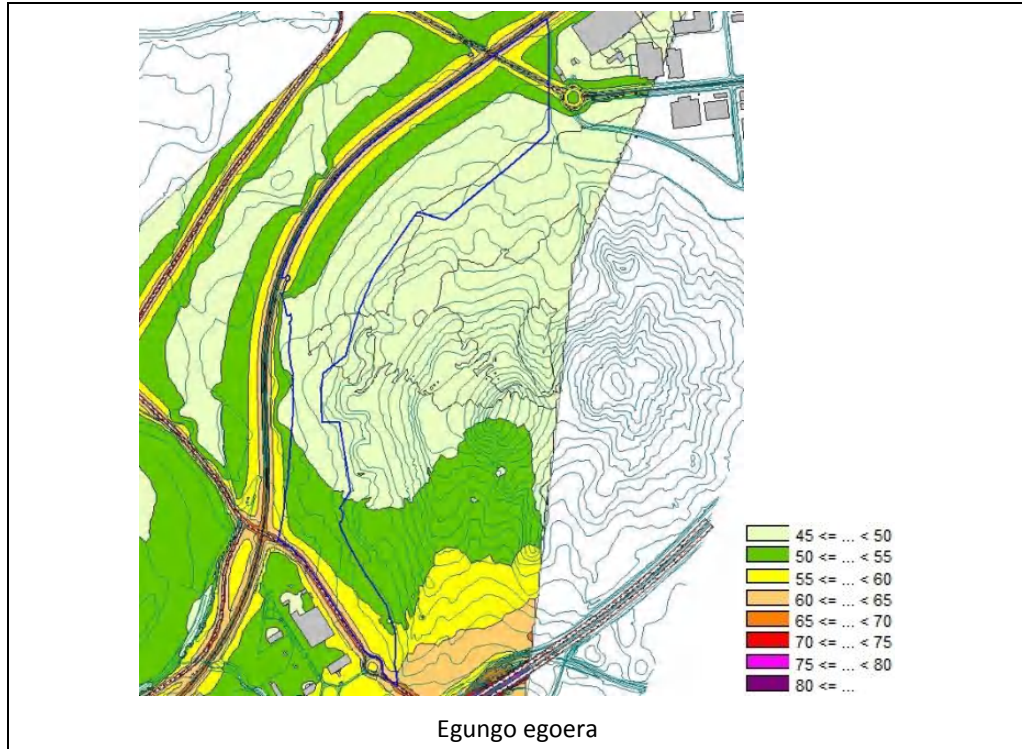 45 <= ... < 50
50 <= ... < 55
55 <= ... < 60
60 <= ... < 65
65 <= ... < 70
70 <= ... < 75
75 <= ... < 80
80 <= ...
Egungo egoera